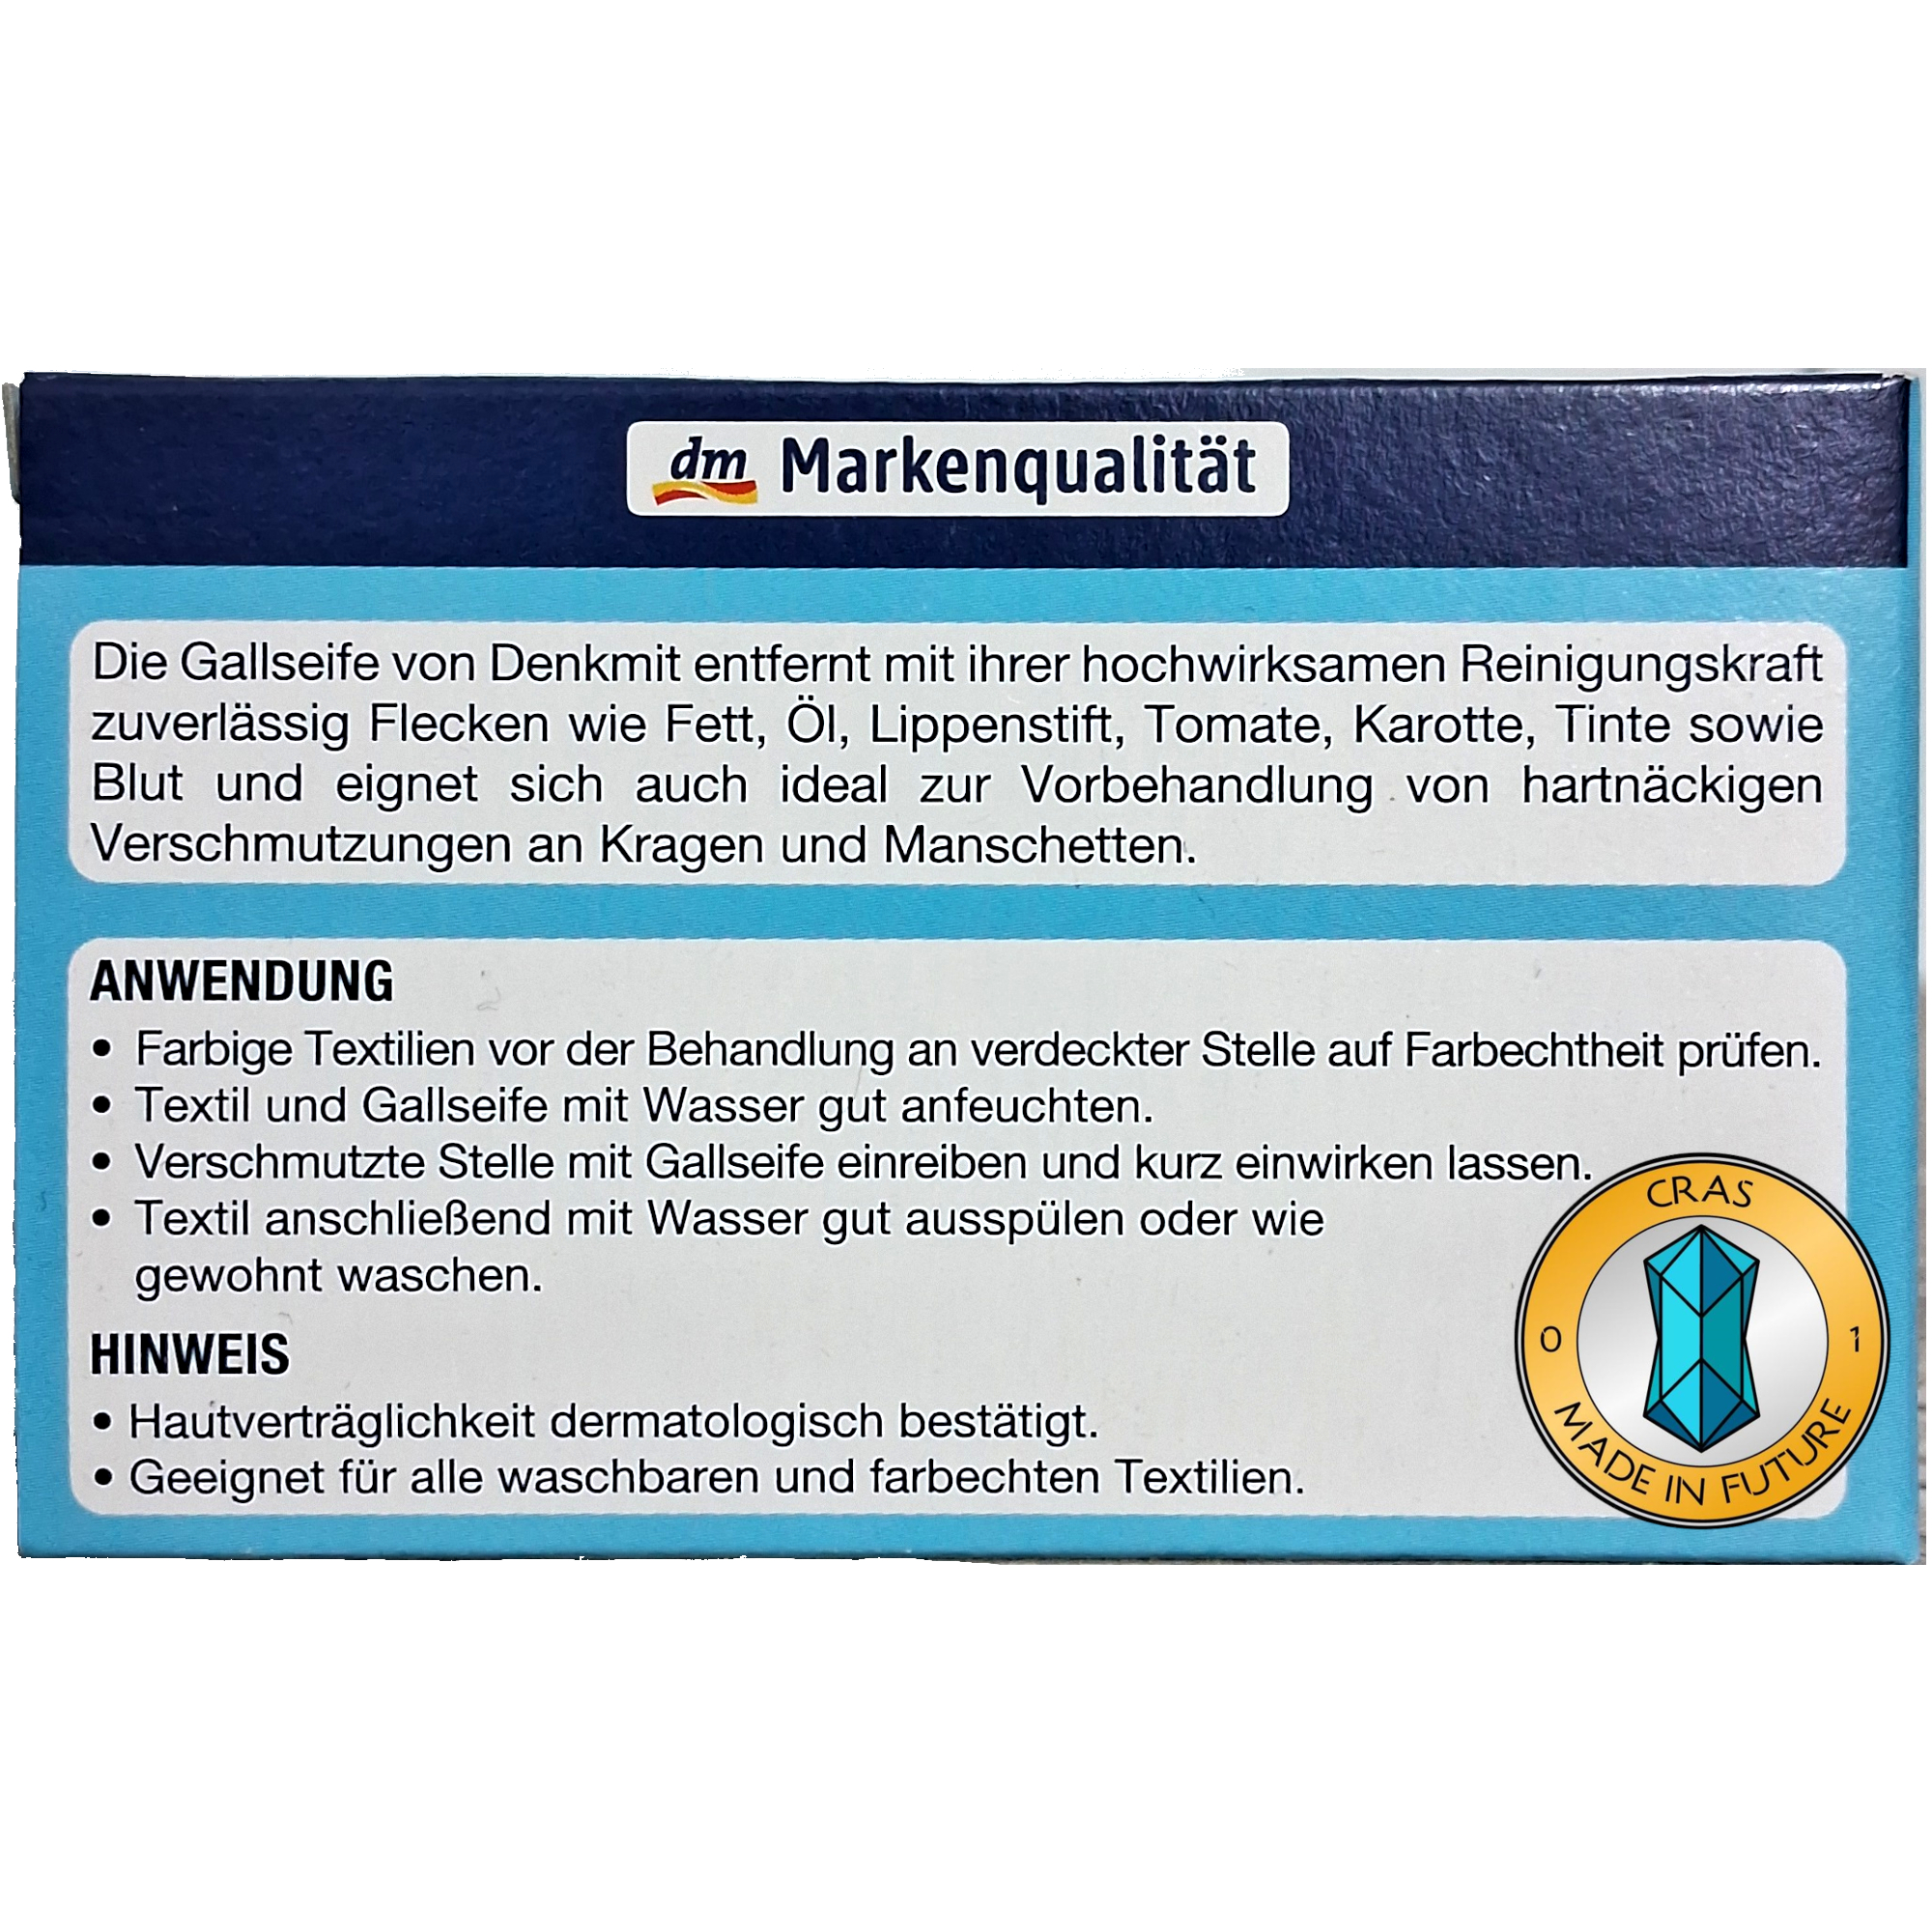 dm Markenqualität
Die Gallseife von Denkmit entfernt mit ihrer hochwirksamen Reinigungskraft
zuverlässig Flecken wie Fett, Öl, Lippenstift, Tomate, Karotte, Tinte sowie
Blut und eignet sich auch ideal zur Vorbehandlung von hartnäckigen
Verschmutzungen an Kragen und Manschetten.
ANWENDUNG
• Farbige Textilien vor der Behandlung an verdeckter Stelle auf Farbechtheit prüfen.
• Textil und Gallseife mit Wasser gut anfeuchten.
• Verschmutzte Stelle mit Gallseife einreiben und kurz einwirken lassen.
• Textil anschließend mit Wasser gut ausspülen oder wie
gewohnt waschen.
HINWEIS
• Hautverträglichkeit dermatologisch bestätigt.
• Geeignet für alle waschbaren und farbechten Textilien.
CRAS
0 1
MADE IN FUTURE